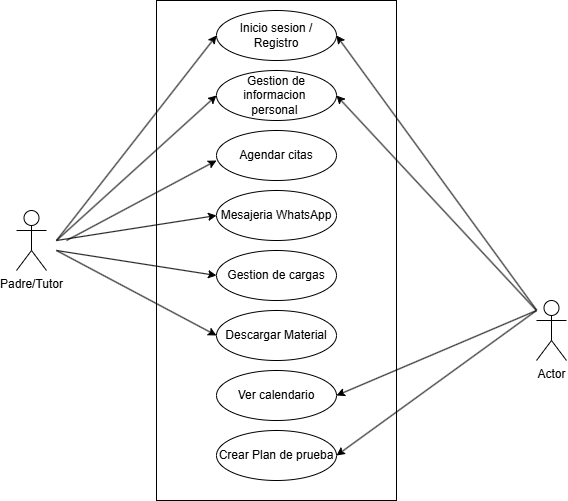 Inicio sesion /
Registro
Gestion de
informacion
personal
Agendar citas
Mesajeria WhatsApp
Gestion de cargas
Padre/Tutor
Descargar Material
Actor
Ver calendario
Crear Plan de prueba